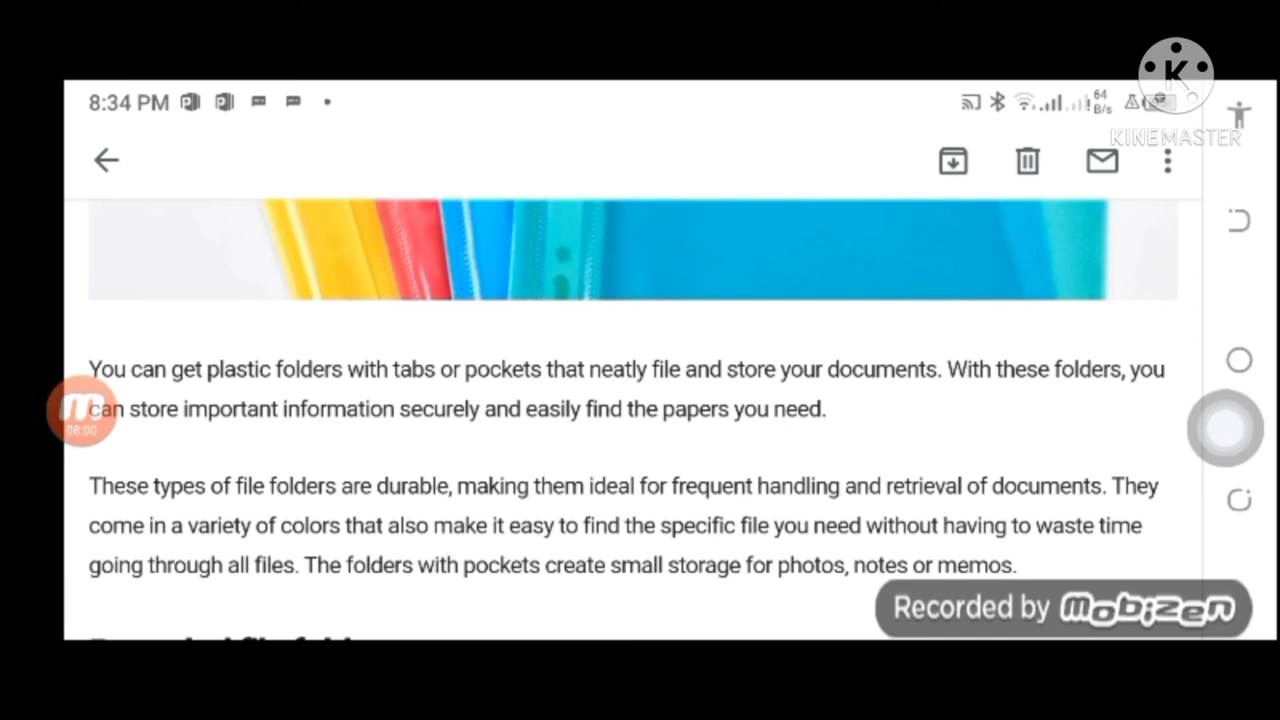 K
KINEMASTER
8:34 PM
64
B/s
You can get plastic folders with tabs or pockets that neatly file and store your documents. With these folders, you
can store important information securely and easily find the papers you need.
m
08:00
These types of file folders are durable, making them ideal for frequent handling and retrieval of documents. They
come in a variety of colors that also make it easy to find the specific file you need without having to waste time
going through all files. The folders with pockets create small storage for photos, notes or memos.
Recorded by mobizen